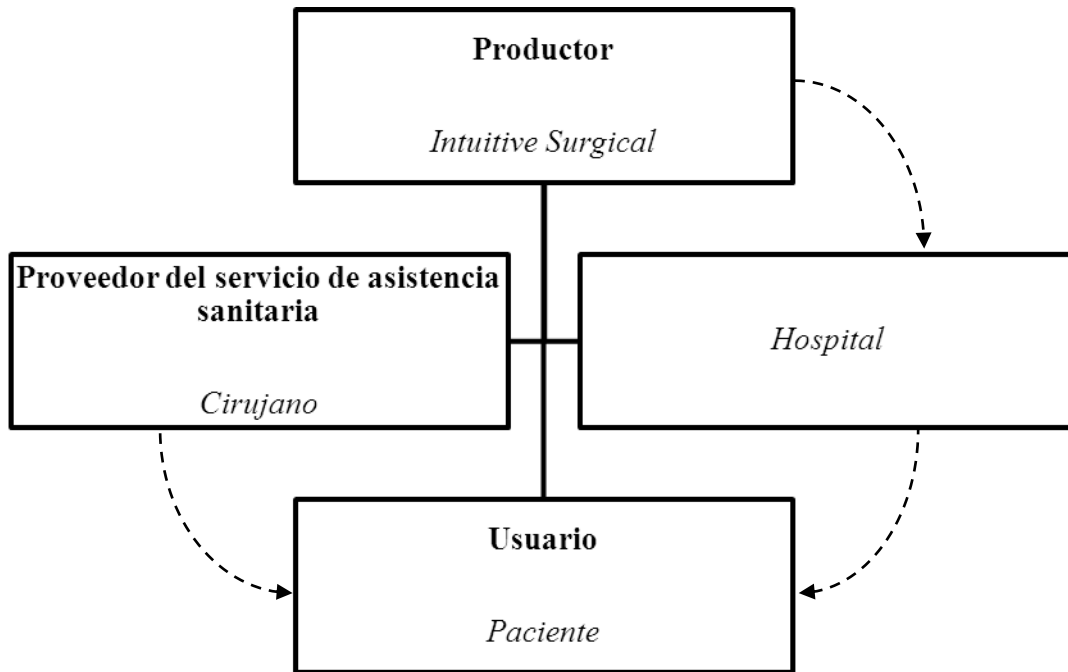 Productor
Intuitive Surgical
Proveedor del servicio de asistencia
sanitaria
Cirujano
Hospital
Usuario
Paciente